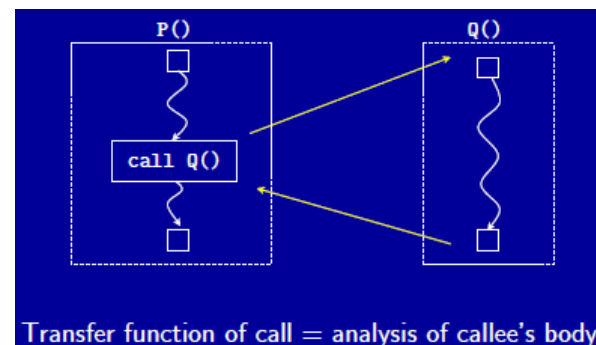 P()
Q()
call Q()
Transfer function of call = analysis of callee's body